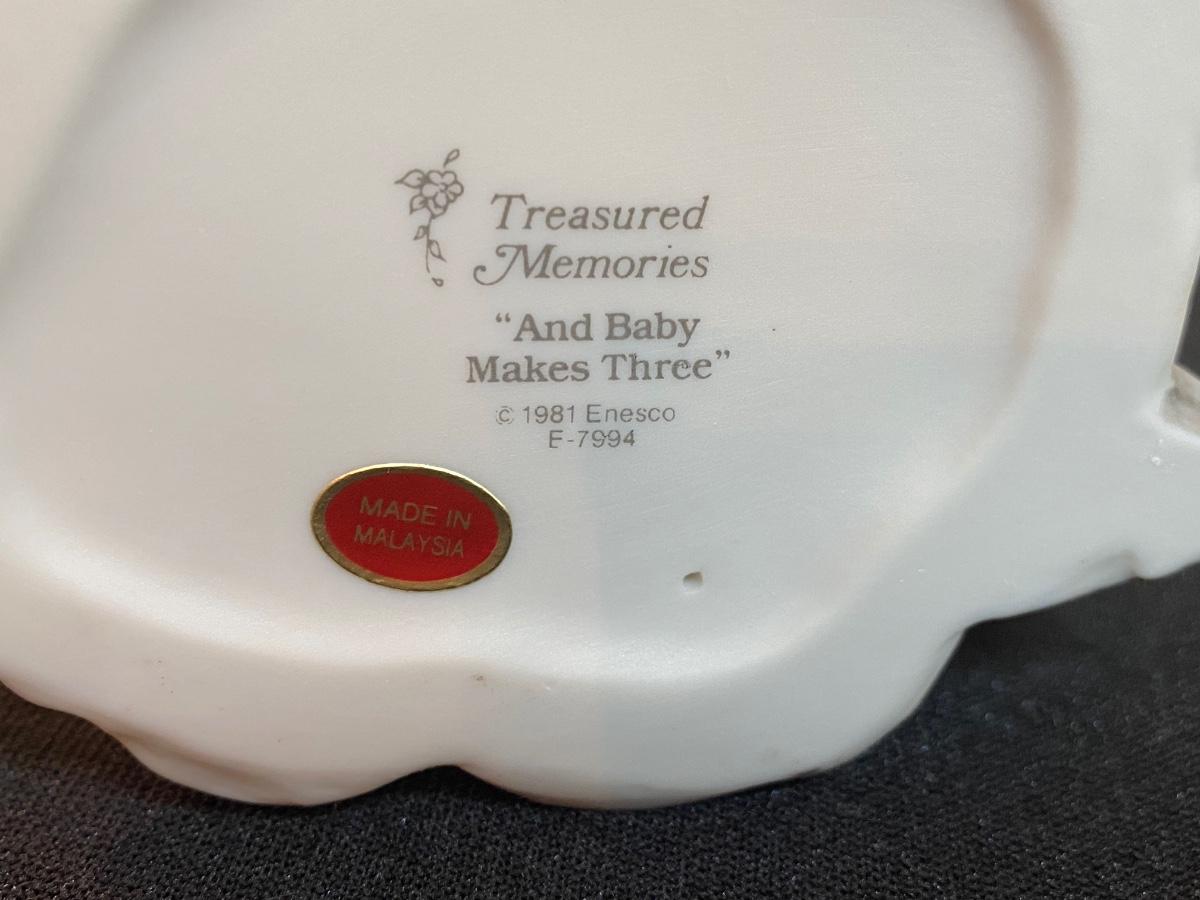 Treasured
Memories
“And Baby
Makes Three”
© 1981 Enesco
E-7994
MADE IN
MALAYSIA